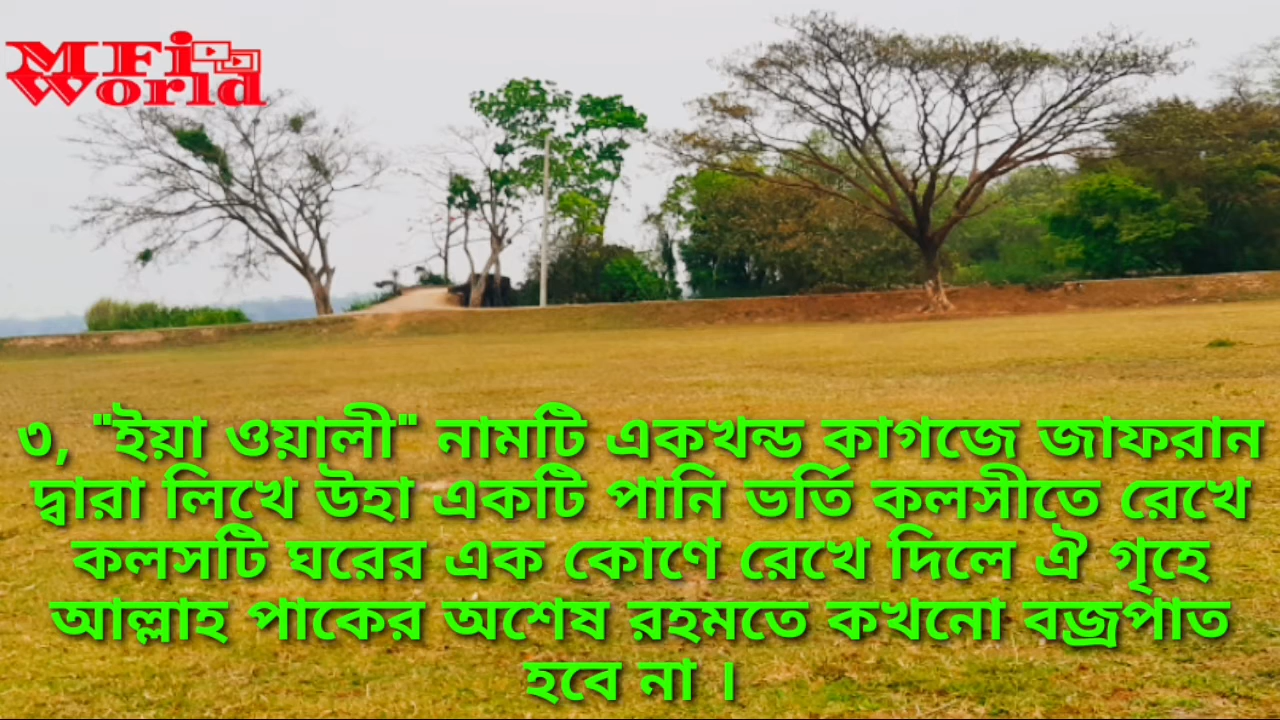 MFi
World
৩, "ইয়া ওয়ালী" নামটি একখন্ড কাগজে জাফরান
দ্বারা লিখে উহা একটি পানি ভর্তি কলসীতে রেখে
কলসটি ঘরের এক কোণে রেখে দিলে ঐ গৃহে
আল্লাহ পাকের অশেষ রহমতে কখনো বজ্রপাত
হবে না ।